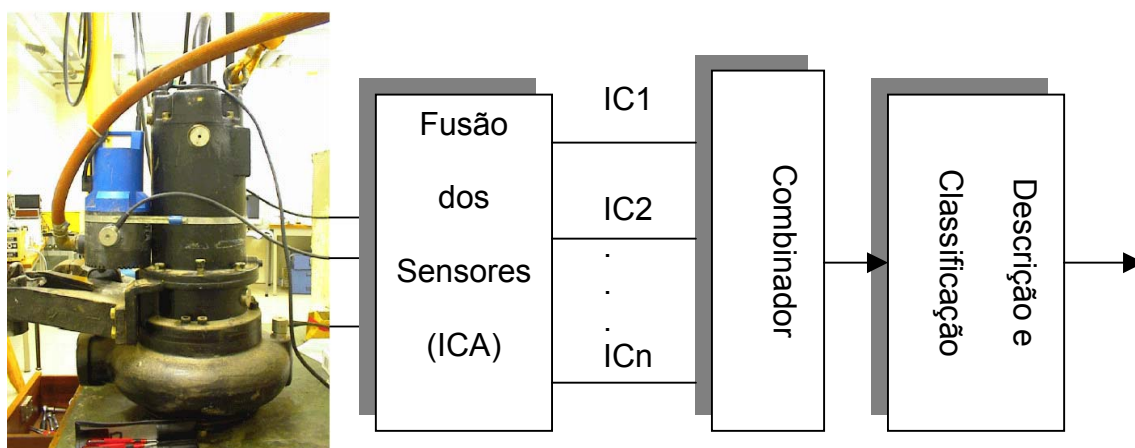 Fusão
dos
Sensores
(ICA)
IC1
IC2
.
.
.
ICn
Combinador
Descrição e
Classificação